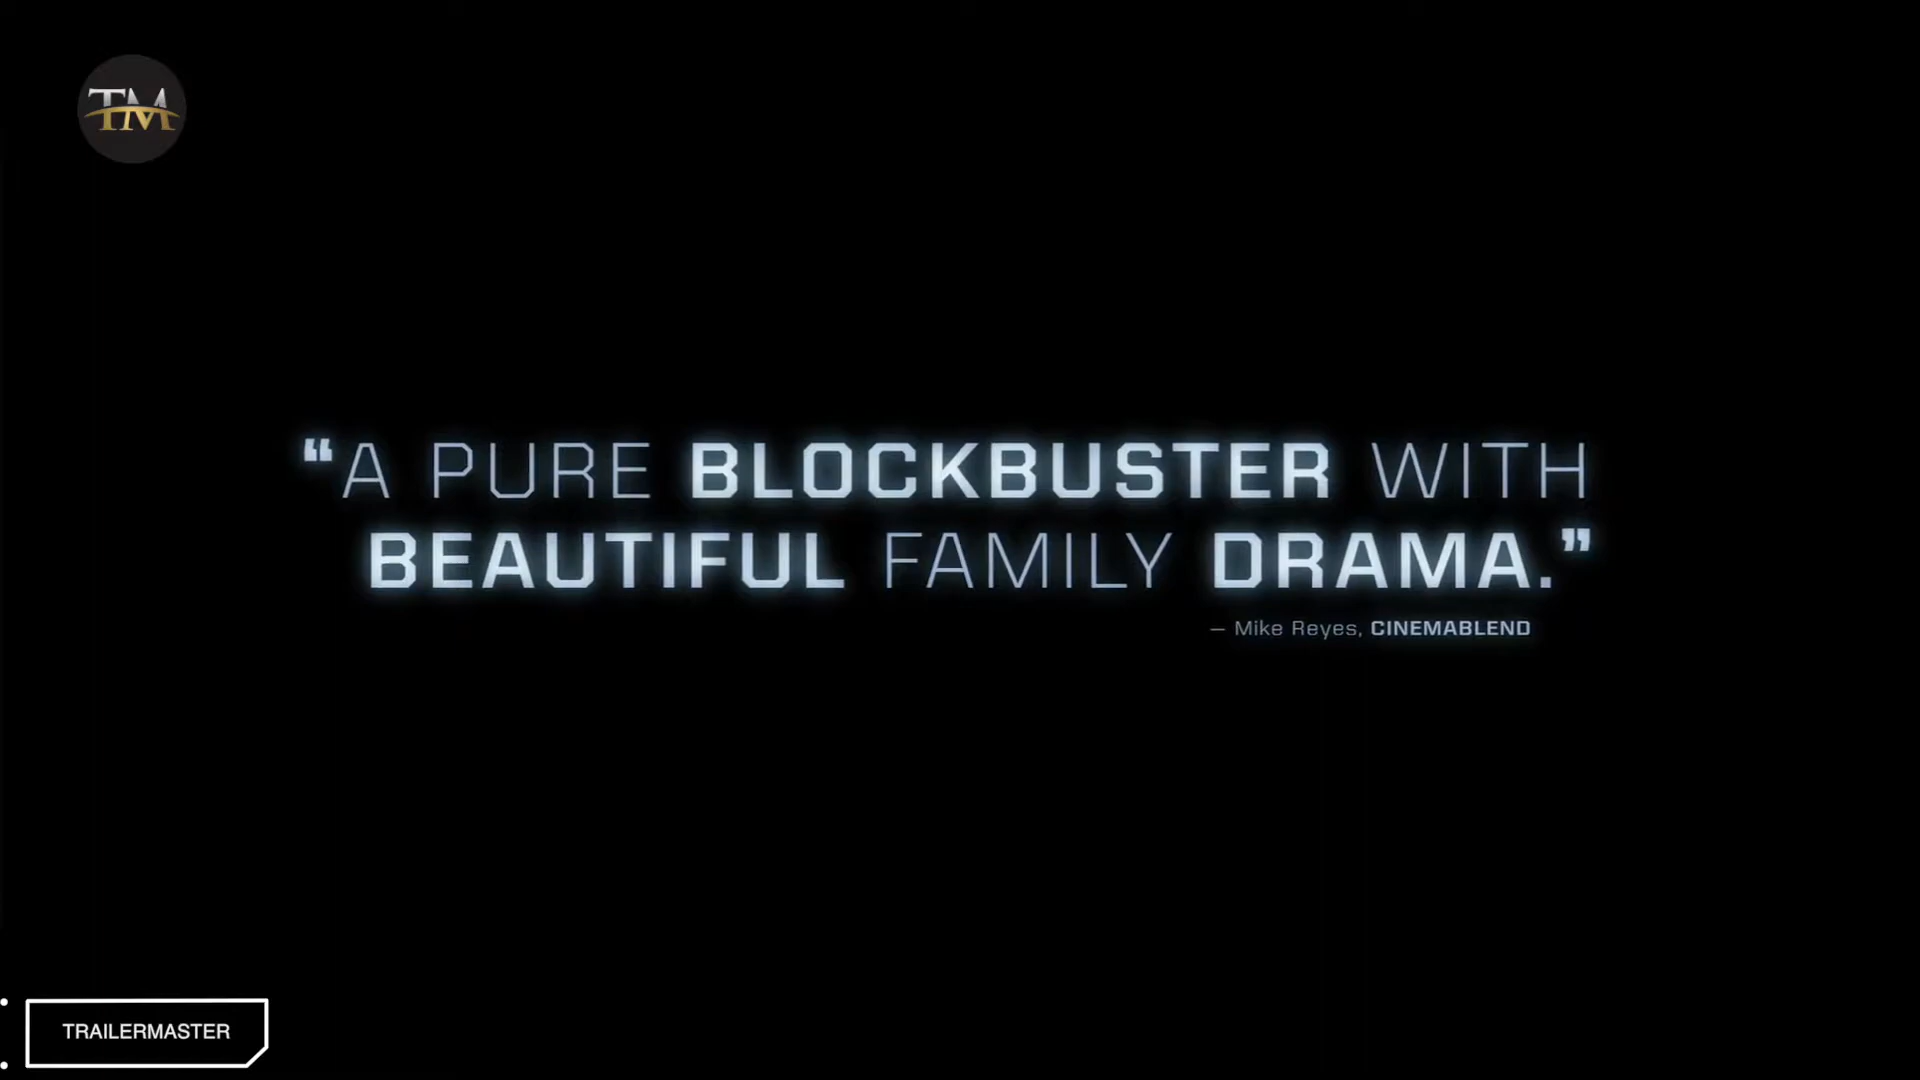 TM
“A PURE BLOCKBUSTER WITH
BEAUTIFUL FAMILY DRAMA.”
– Mike Reyes, CINEMABLEND
TRAILERMASTER